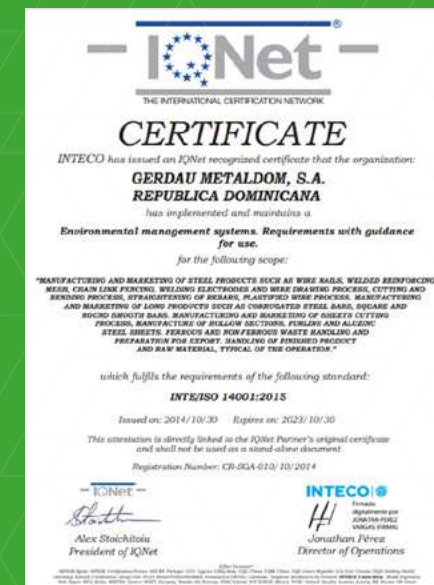 IQNet
®
THE INTERNATIONAL CERTIFICATION NETWORK
CERTIFICATE
INTECO has issued an IQNet recognized certificate that the organization:
GERDAU METALDOM, S.A.
REPUBLICA DOMINICANA
has implemented and maintains a
Environmental management systems. Requirements with guidance
for use.
for the following scope:
"MANUFACTURING AND MARKETING OF STEEL PRODUCTS SUCH AS WIRE NAILS, WELDED REINFORCING
MESH, CHAIN LINK FENCING, WELDING ELECTRODES AND WIRE DRAWING PROCESS, CUTTING AND
BENDING PROCESS, STRAIGHTENING OF REBARS, PLASTIFIED WIRE PROCESS. MANUFACTURING
AND MARKETING OF LONG PRODUCTS SUCH AS CORRUGATED STEEL BARS, SQUARE AND
ROUND SMOOTH BARS. MANUFACTURING AND MARKETING OF SHEETS CUTTING
PROCESS, MANUFACTURE OF HOLLOW SECTIONS, PURLINS AND ALUZINC
STEEL SHEETS. FERROUS AND NON-FERROUS WASTE HANDLING AND
PREPARATION FOR EXPORT. HANDLING OF FINISHED PRODUCT
AND RAW MATERIAL, TYPICAL OF THE OPERATION."
which fulfils the requirements of the following standard:
INTE/ISO 14001:2015
Issued on: 2014/10/30 Expires on: 2023/10/30
This attestation is directly linked to the IQNet Partner's original certificate
and shall not be used as a stand-alone document
Registration Number: CR-SGA-010/10/2014
IQNet
Alex Stoichitoiu
President of IQNet
INTECO
Firmado
digitalmente por
JONATAN PEREZ
VARGAS (FIRMA)
Jonathan Pérez
Director of Operations